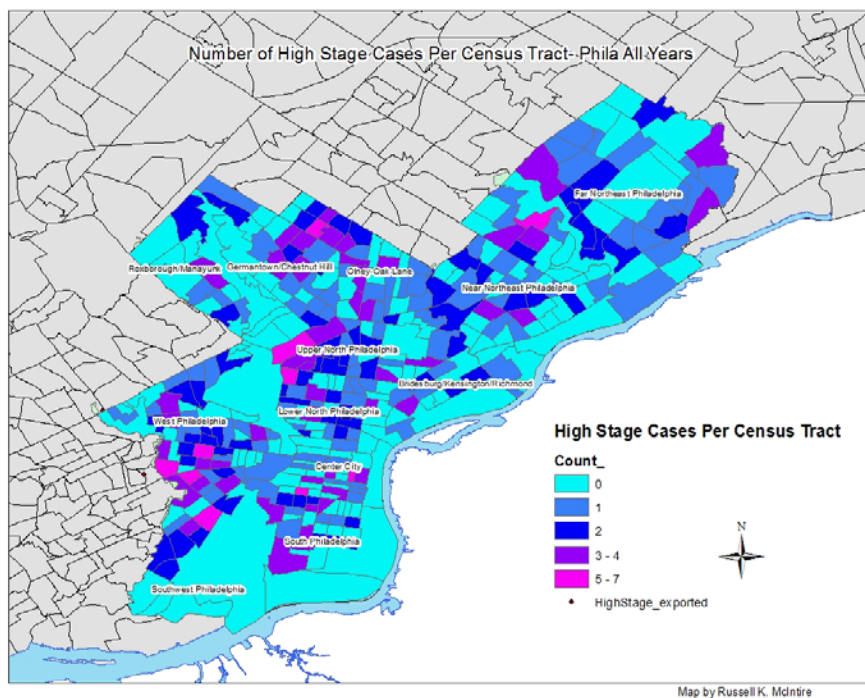 Number of High Stage Cases Per Census Tract- Phila All Years
Far Northeast Philadelphia
Roxborough/Manayunk
Germantown/Chestnut Hill
Olney-Oak Lane
Near Northeast Philadelphia
Upper North Philadelphia
Bridesburg/Kensington/Richmond
Lower North Philadelphia
West Philadelphia
Center City
South Philadelphia
Southwest Philadelphia
High Stage Cases Per Census Tract
Count_
0
1
2
3 - 4
5 - 7
HighStage_exported
N
Map by Russell K. McIntire